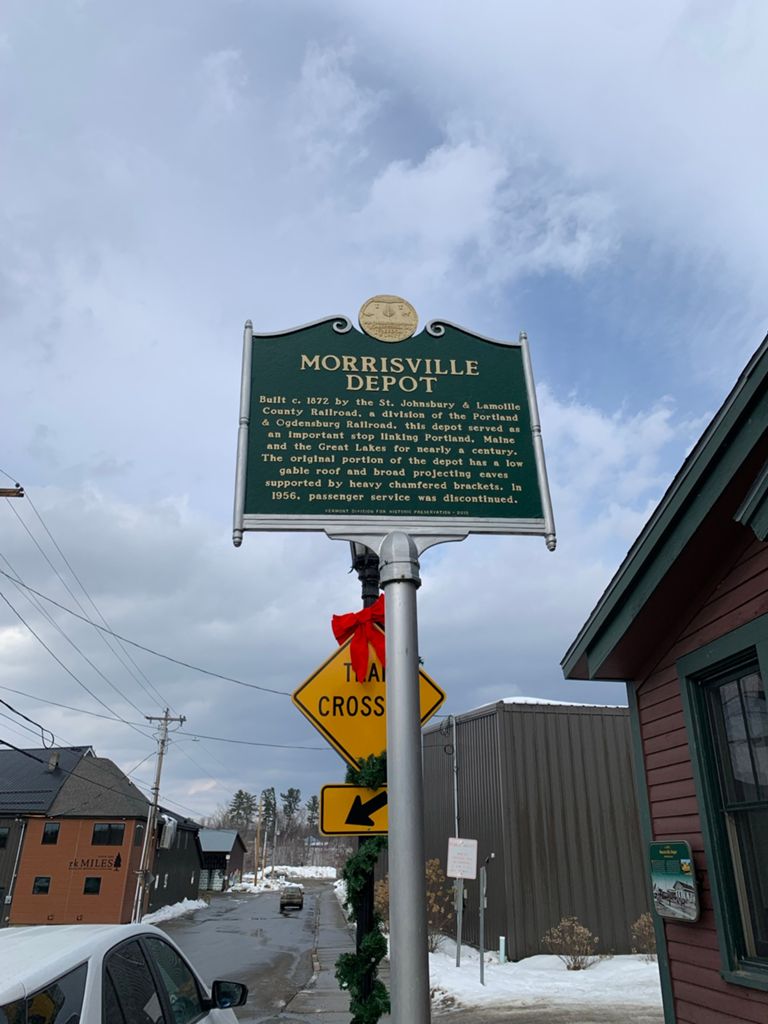 MORRISVILLE
DEPOT
Built c. 1872 by the St. Johnsbury & Lamoille
County Railroad, a division of the Portland
& Ogdensburg Railroad, this depot served as
an important stop linking Portland, Maine
and the Great Lakes for nearly a century.
The original portion of the depot has a low
gable roof and broad projecting eaves
supported by heavy chamfered brackets. In
1956, passenger service was discontinued.
VERMONT DIVISION FOR HISTORIC PRESERVATION
CROSS
rk MILES